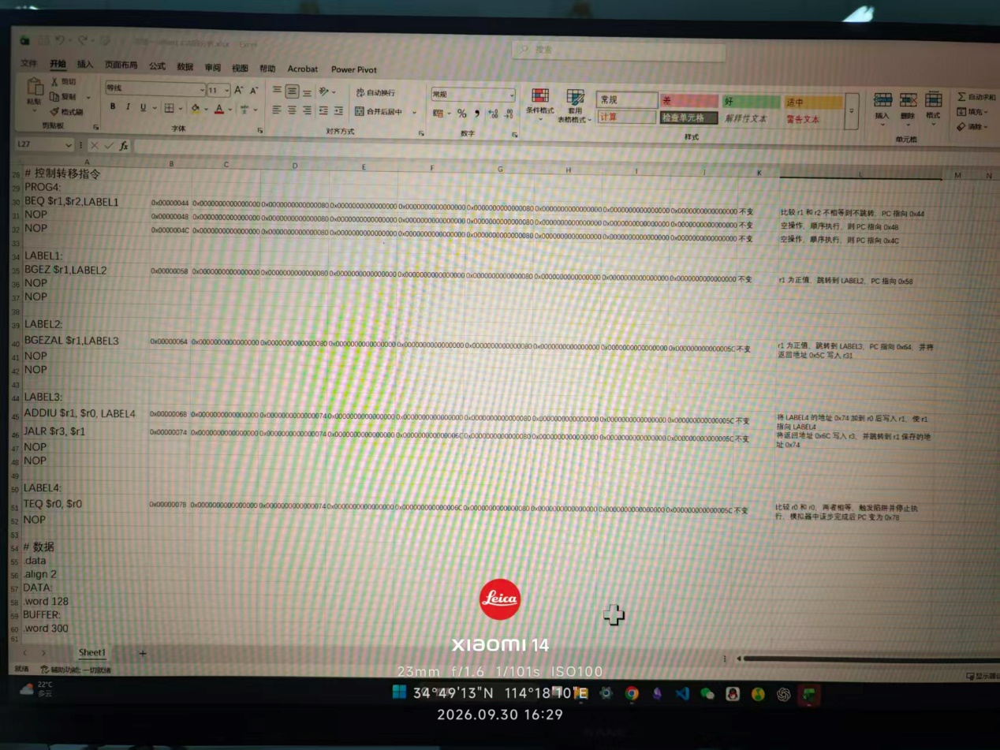 搜索
文件 开始 插入 页面布局 公式 数据 审阅 视图 帮助 Acrobat Power Pivot
剪切
复制
格式刷
粘贴
剪贴板
等线 11
B I U
字体
自动换行
合并后居中
对齐方式
常规
数字
条件格式
套用
表格格式
常规 差 好 适中
计算 检查单元格 解释性文本 警告文本
样式
插入 删除 格式
单元格
自动求和
填充
清除
L27 fx
A B C D E F G H I J K L M N
28 # 控制转移指令
29 PROG4:
30 BEQ $r1,$r2,LABEL1 0x00000044 0x0000000000000000 0x0000000000000080 0x0000000000000000 0x0000000000000000 0x0000000000000080 0x0000000000000000 0x0000000000000000 0x0000000000000000 不变 比较 r1 和 r2 不相等则不跳转, PC 指向 0x44
31 NOP 0x00000048 0x0000000000000000 0x0000000000000080 0x0000000000000000 0x0000000000000000 0x0000000000000080 0x0000000000000000 0x0000000000000000 0x0000000000000000 不变 空操作, 顺序执行, 则 PC 指向 0x48
32 NOP 0x0000004C 0x0000000000000000 0x0000000000000080 0x0000000000000000 0x0000000000000000 0x0000000000000080 0x0000000000000000 0x0000000000000000 0x0000000000000000 不变 空操作, 顺序执行, 则 PC 指向 0x4C
33
34 LABEL1:
35 BGEZ $r1,LABEL2 0x00000058 0x0000000000000000 0x0000000000000080 0x0000000000000000 0x0000000000000000 0x0000000000000080 0x0000000000000000 0x0000000000000000 0x0000000000000000 不变 r1 为正值, 跳转到 LABEL2, PC 指向 0x58
36 NOP
37 NOP
38
39 LABEL2:
40 BGEZAL $r1,LABEL3 0x00000064 0x0000000000000000 0x0000000000000080 0x0000000000000000 0x0000000000000000 0x0000000000000080 0x0000000000000000 0x0000000000000000 0x000000000000005C 不变 r1 为正值, 跳转到 LABEL3, PC 指向 0x64, 并将
返回地址 0x5C 写入 r31
41 NOP
42 NOP
43
44 LABEL3:
45 ADDIU $r1, $r0, LABEL4 0x00000068 0x0000000000000000 0x0000000000000074 0x0000000000000000 0x0000000000000000 0x0000000000000080 0x0000000000000000 0x0000000000000000 0x000000000000005C 不变 将 LABEL4 的地址 0x74 加到 r0 后写入 r1, 使 r1
指向 LABEL4
46 JALR $r3, $r1 0x00000074 0x0000000000000000 0x0000000000000074 0x0000000000000000 0x000000000000006C 0x0000000000000080 0x0000000000000000 0x0000000000000000 0x000000000000005C 不变 将返回地址 0x6C 写入 r3, 并跳转到 r1 保存的地
址 0x74
47 NOP
48 NOP
49
50 LABEL4:
51 TEQ $r0, $r0 0x00000078 0x0000000000000000 0x0000000000000074 0x0000000000000000 0x000000000000006C 0x0000000000000080 0x0000000000000000 0x0000000000000000 0x000000000000005C 不变 比较 r0 和 r0, 两者相等, 触发陷阱并停止执
行, 模拟器中该步完成后 PC 变为 0x78
52 NOP
53
54 # 数据
55 .data
56 .align 2
57 DATA:
58 .word 128
59 BUFFER:
60 .word 300
61
Sheet1 +
就绪 辅助功能: 一切就绪
显示器
22°C
多云
Leica
xiaomi 14
23mm f/1.6 1/101s ISO100
34°49'13"N 114°18'10"E
2026.09.30 16:29